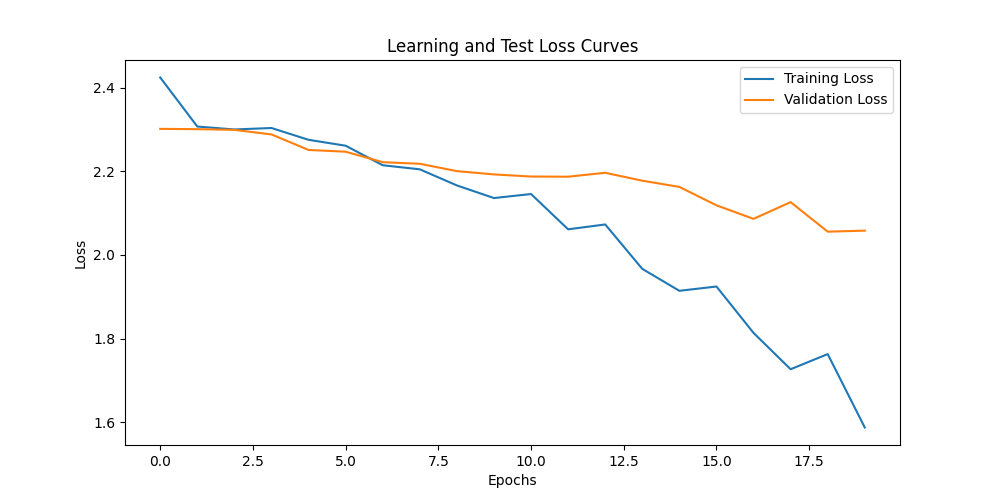 Learning and Test Loss Curves
Training Loss
Validation Loss
2.4
2.2
2.0
1.8
1.6
Loss
0.0 2.5 5.0 7.5 10.0 12.5 15.0 17.5
Epochs